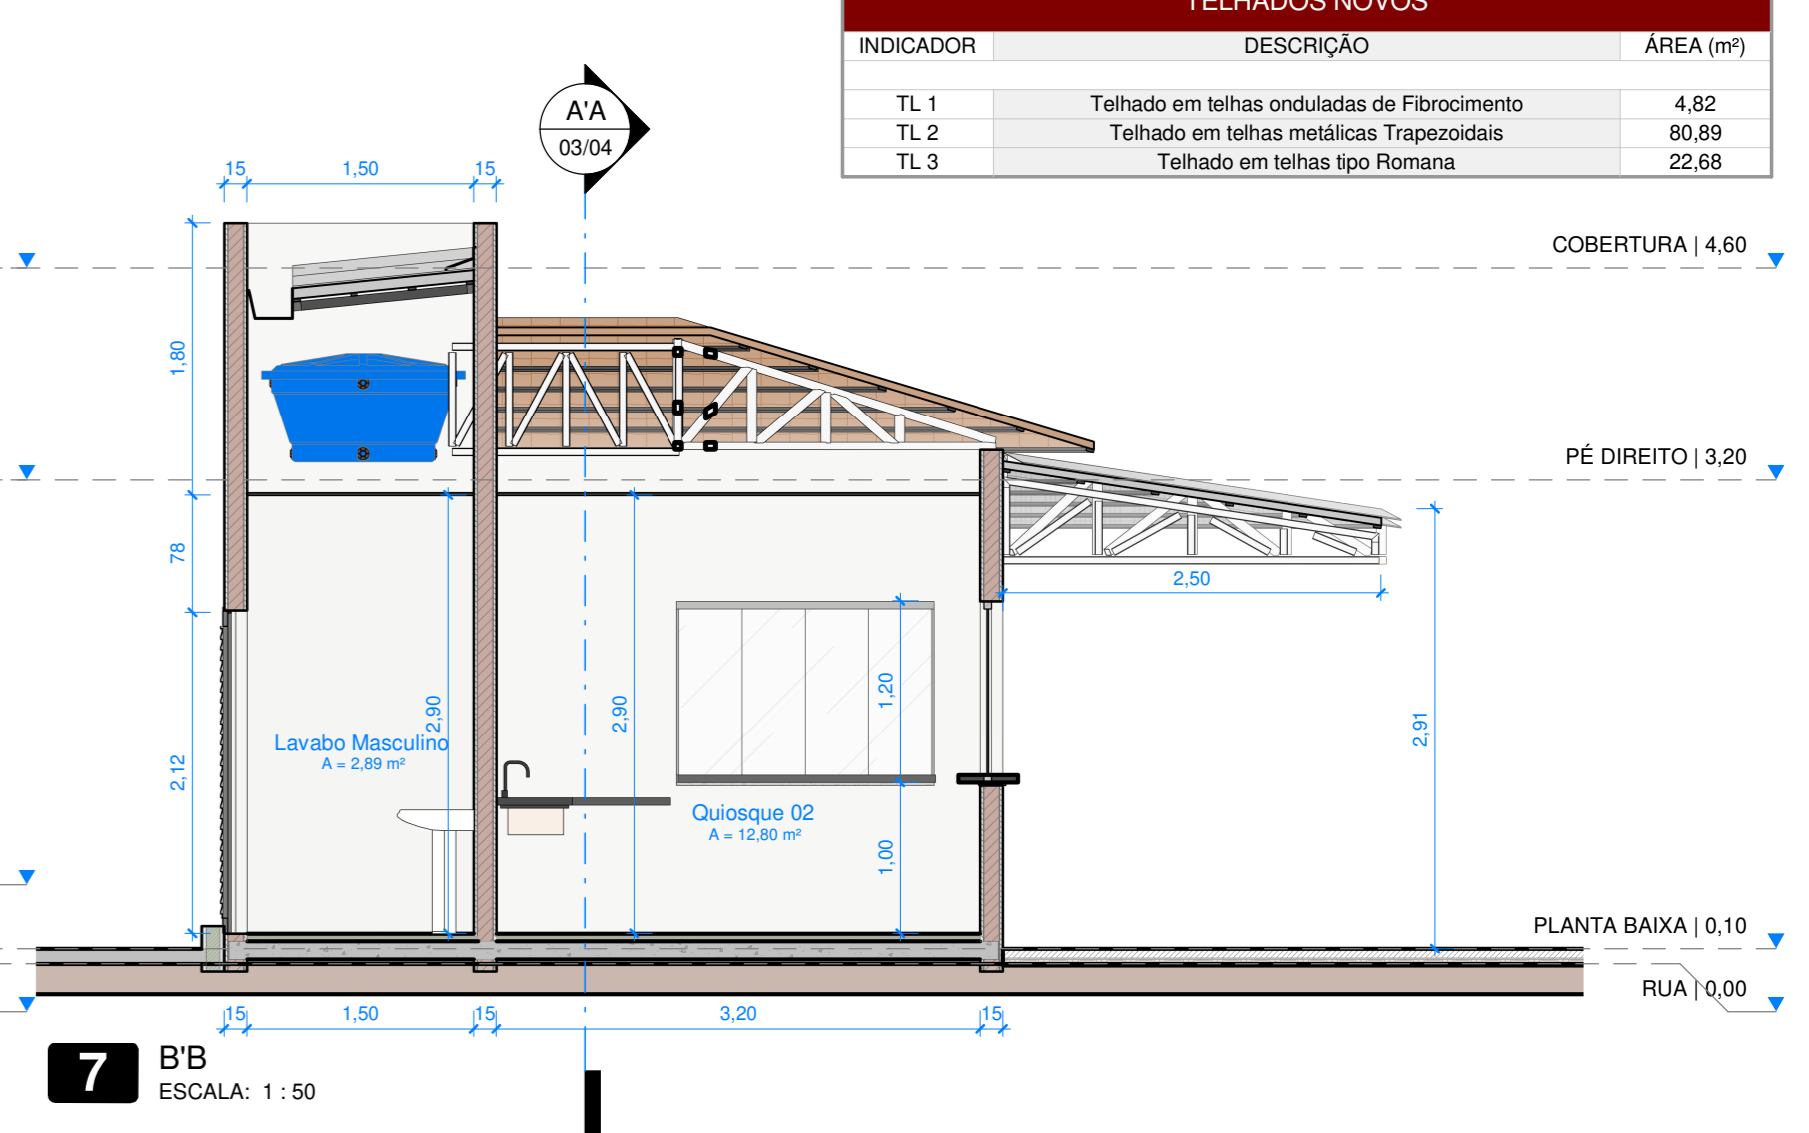 TELHADOS NOVOS
INDICADOR DESCRIÇÃO ÁREA (m²)
TL 1 Telhado em telhas onduladas de Fibrocimento 4,82
TL 2 Telhado em telhas metálicas Trapezoidais 80,89
TL 3 Telhado em telhas tipo Romana 22,68
A'A
03/04
15 1,50 15
COBERTURA | 4,60
1,80
PÉ DIREITO | 3,20
78
2,50
1,20
2,90
2,90
2,91
Lavabo Masculino
A = 2,89 m²
2,12
Quiosque 02
A = 12,80 m²
1,00
PLANTA BAIXA | 0,10
RUA | 0,00
15 1,50 15 3,20 15
7
B'B
ESCALA: 1 : 50